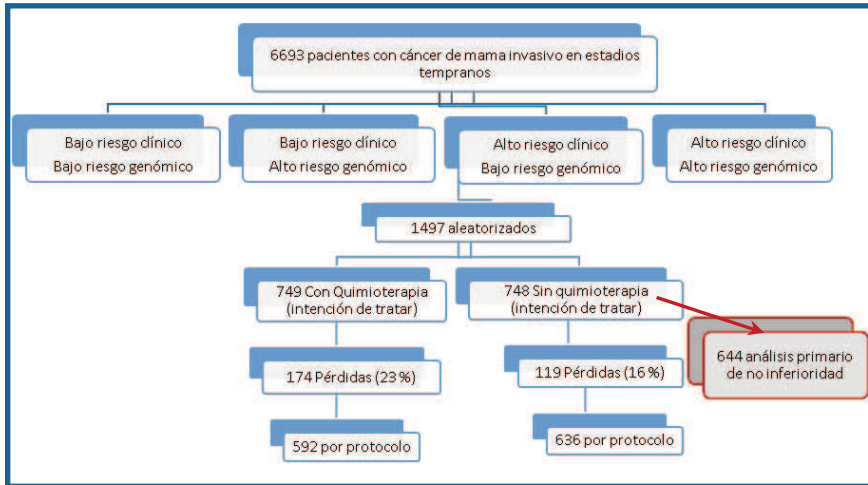 6693 pacientes con cáncer de mama invasivo en estadios
tempranos
Bajo riesgo clínico
Bajo riesgo genómico
Bajo riesgo clínico
Alto riesgo genómico
Alto riesgo clínico
Bajo riesgo genómico
Alto riesgo clínico
Alto riesgo genómico
1497 aleatorizados
749 Con Quimioterapia
(intención de tratar)
748 Sin quimioterapia
(intención de tratar)
644 análisis primario
de no inferioridad
174 Pérdidas (23 %)
119 Pérdidas (16 %)
592 por protocolo
636 por protocolo